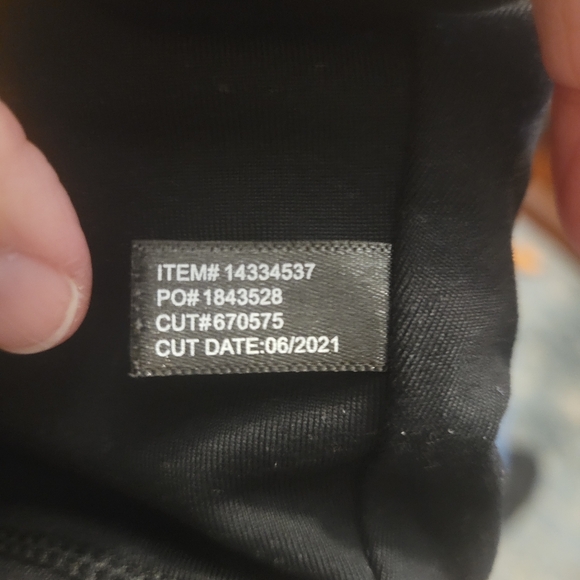 ITEM# 14334537
PO# 1843528
CUT#670575
CUT DATE:06/2021